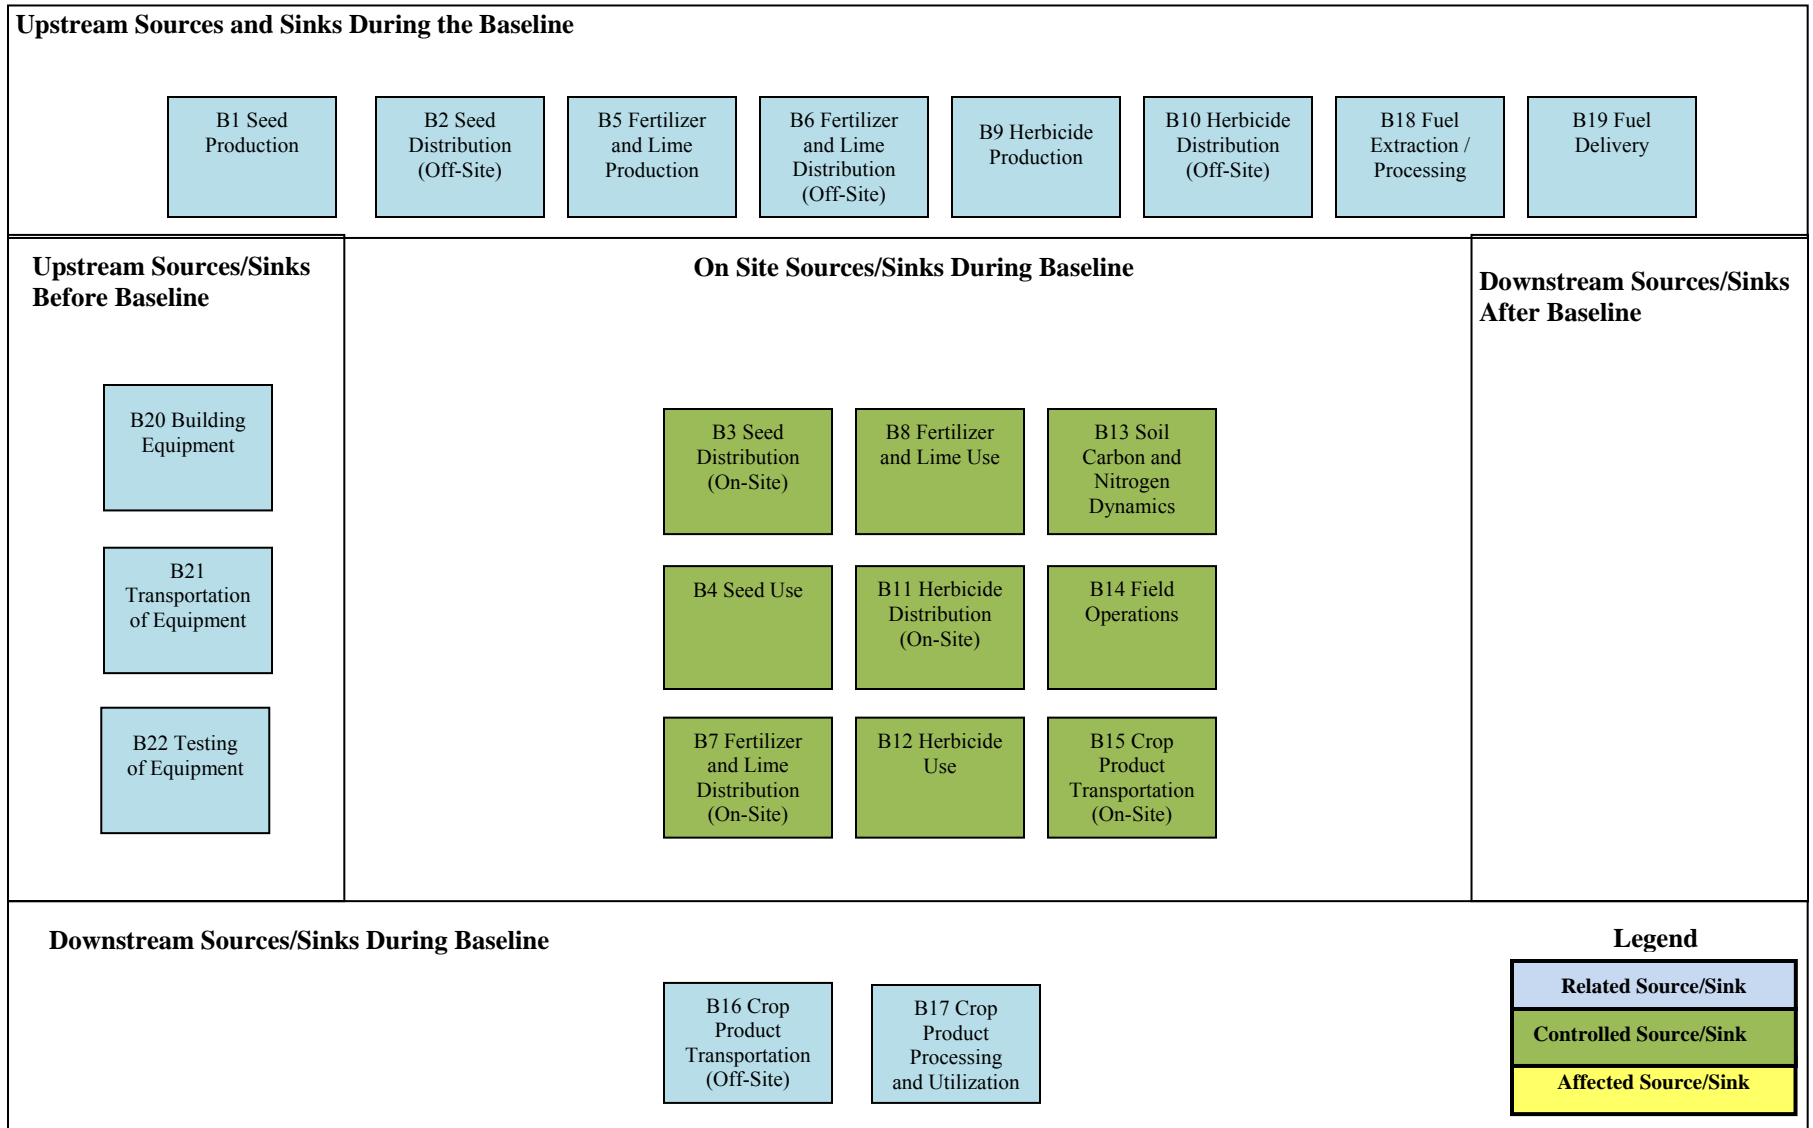 Upstream Sources and Sinks During the Baseline
B1 Seed
Production
B2 Seed
Distribution
(Off-Site)
B5 Fertilizer
and Lime
Production
B6 Fertilizer
and Lime
Distribution
(Off-Site)
B9 Herbicide
Production
B10 Herbicide
Distribution
(Off-Site)
B18 Fuel
Extraction /
Processing
B19 Fuel
Delivery
Upstream Sources/Sinks
Before Baseline
B20 Building
Equipment
B21
Transportation
of Equipment
B22 Testing
of Equipment
On Site Sources/Sinks During Baseline
B3 Seed
Distribution
(On-Site)
B8 Fertilizer
and Lime Use
B13 Soil
Carbon and
Nitrogen
Dynamics
B4 Seed Use
B11 Herbicide
Distribution
(On-Site)
B14 Field
Operations
B7 Fertilizer
and Lime
Distribution
(On-Site)
B12 Herbicide
Use
B15 Crop
Product
Transportation
(On-Site)
Downstream Sources/Sinks
After Baseline
Downstream Sources/Sinks During Baseline
B16 Crop
Product
Transportation
(Off-Site)
B17 Crop
Product
Processing
and Utilization
Legend
Related Source/Sink
Controlled Source/Sink
Affected Source/Sink